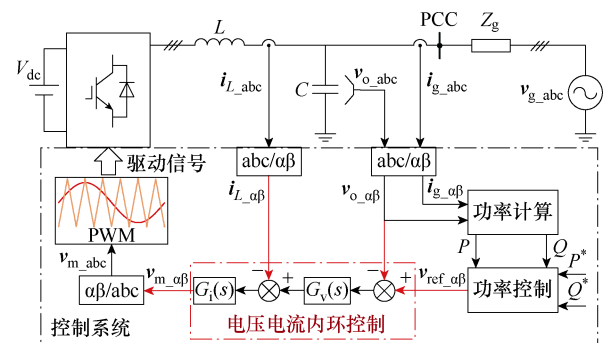 PCC
L
Z_g
V_dc
C
i_L_abc
v_o_abc
i_g_abc
v_g_abc
驱动信号
abc/αβ
abc/αβ
i_L_αβ
v_o_αβ
i_g_αβ
功率计算
PWM
P
Q
v_m_abc
v_m_αβ
− + − +
v_ref_αβ
P*
αβ/abc
G_i(s)
G_v(s)
功率控制
Q*
控制系统
电压电流内环控制